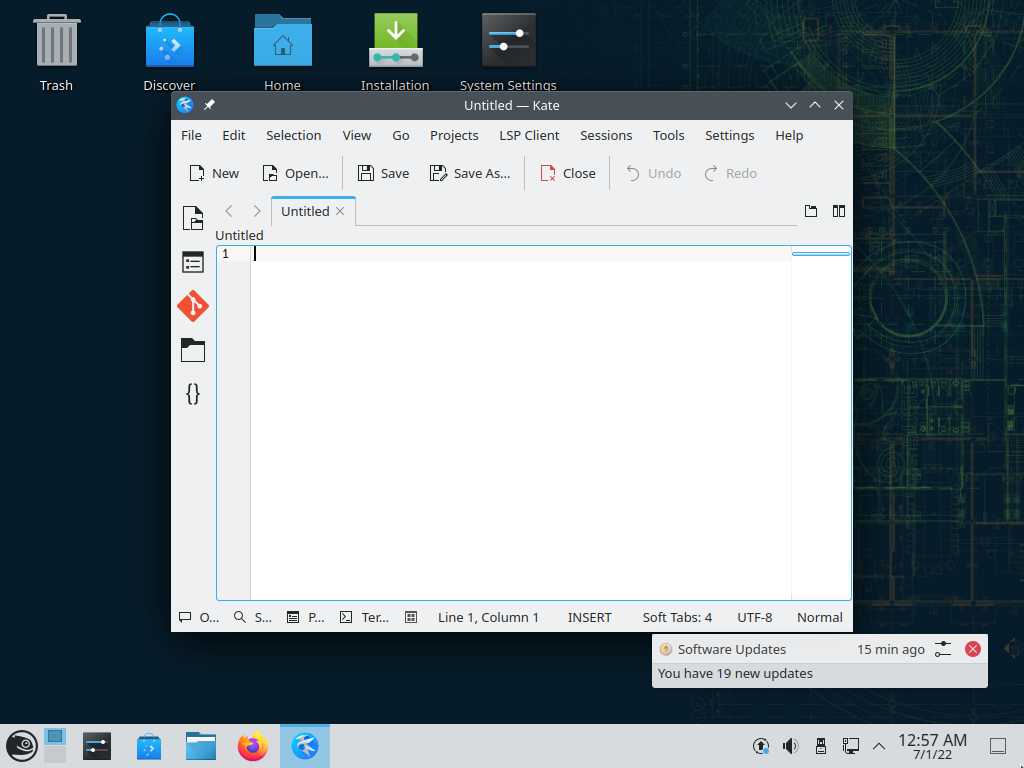 Trash
Discover
Home
Installation
System Settings
Untitled — Kate
File Edit Selection View Go Projects LSP Client Sessions Tools Settings Help
New Open... Save Save As... Close Undo Redo
Untitled
Untitled
1
O... S... P... Ter... Line 1, Column 1 INSERT Soft Tabs: 4 UTF-8 Normal
Software Updates 15 min ago
You have 19 new updates
12:57 AM
7/1/22